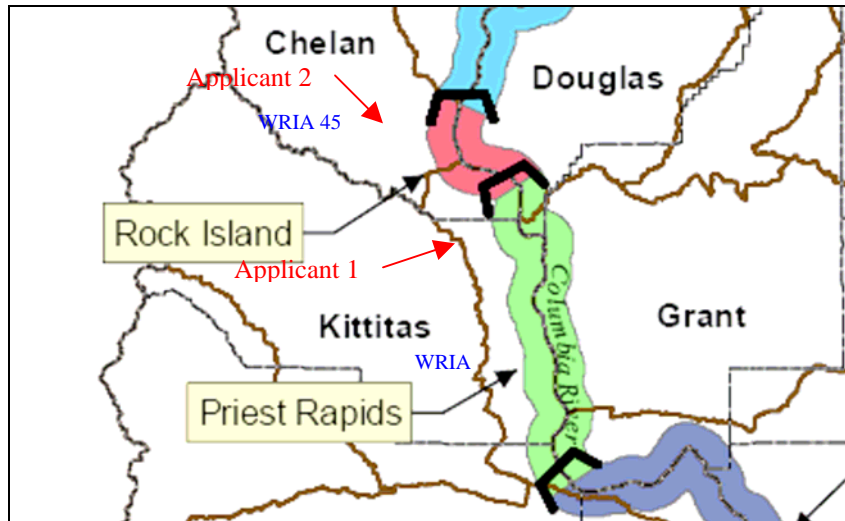 Chelan
Applicant 2
Douglas
WRIA 45
Rock Island
Applicant 1
Columbia River
Kittitas
Grant
WRIA
Priest Rapids